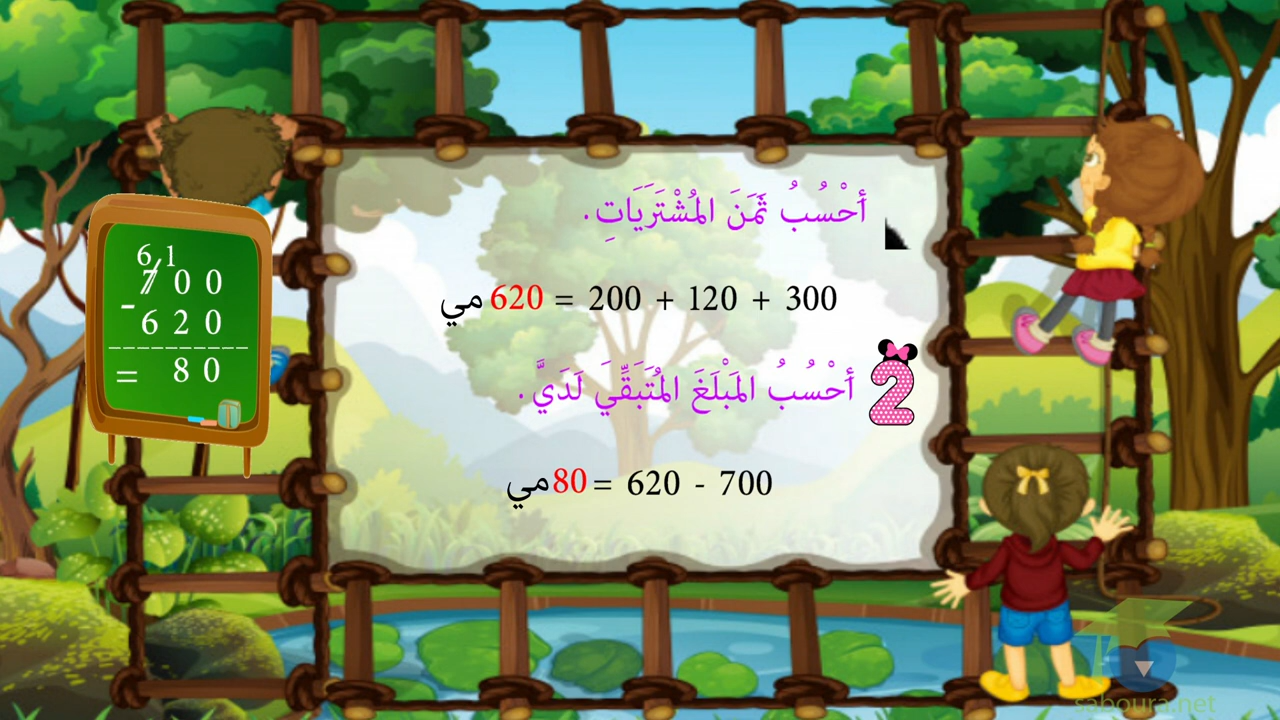 أَحْسُبُ ثَمَنَ المُشْتَرَيَاتِ.
300 + 120 + 200 = 620 مي
2 أَحْسُبُ المَبْلَغَ المُتَبَقِّيَ لَدَيَّ.
700 - 620 = 80 مي
6 1
7 0 0
- 6 2 0
= 8 0
saboura.net